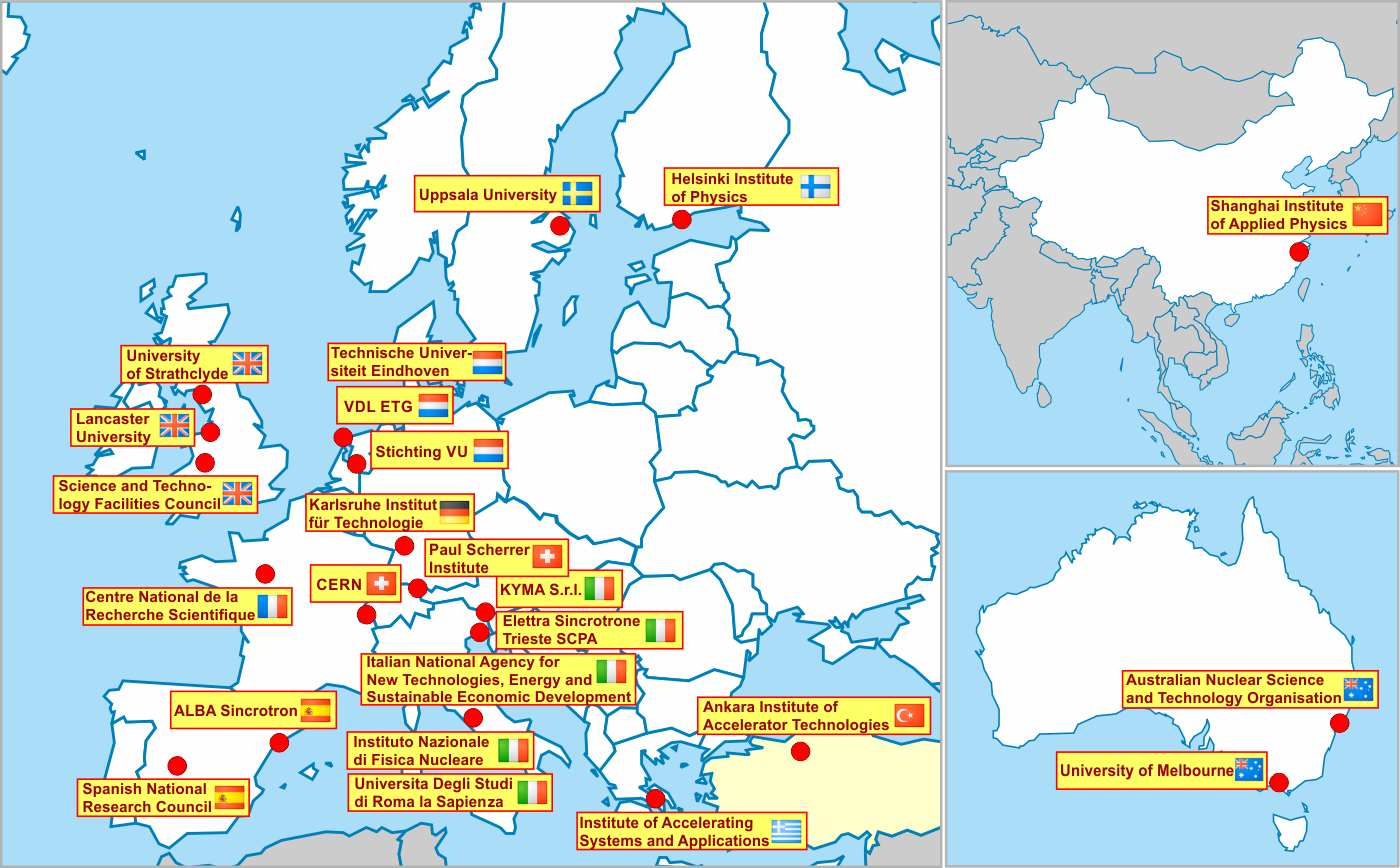 Uppsala University
Helsinki Institute
of Physics
University
of Strathclyde
Lancaster
University
Science and Techno-
logy Facilities Council
Technische Univer-
siteit Eindhoven
VDL ETG
Stichting VU
Karlsruhe Institut
für Technologie
Paul Scherrer
Institute
CERN
KYMA S.r.l.
Centre National de la
Recherche Scientifique
Elettra Sincrotrone
Trieste SCPA
Italian National Agency for
New Technologies, Energy and
Sustainable Economic Development
ALBA Sincrotron
Instituto Nazionale
di Fisica Nucleare
Spanish National
Research Council
Universita Degli Studi
di Roma la Sapienza
Ankara Institute of
Accelerator Technologies
Institute of Accelerating
Systems and Applications
Shanghai Institute
of Applied Physics
Australian Nuclear Science
and Technology Organisation
University of Melbourne